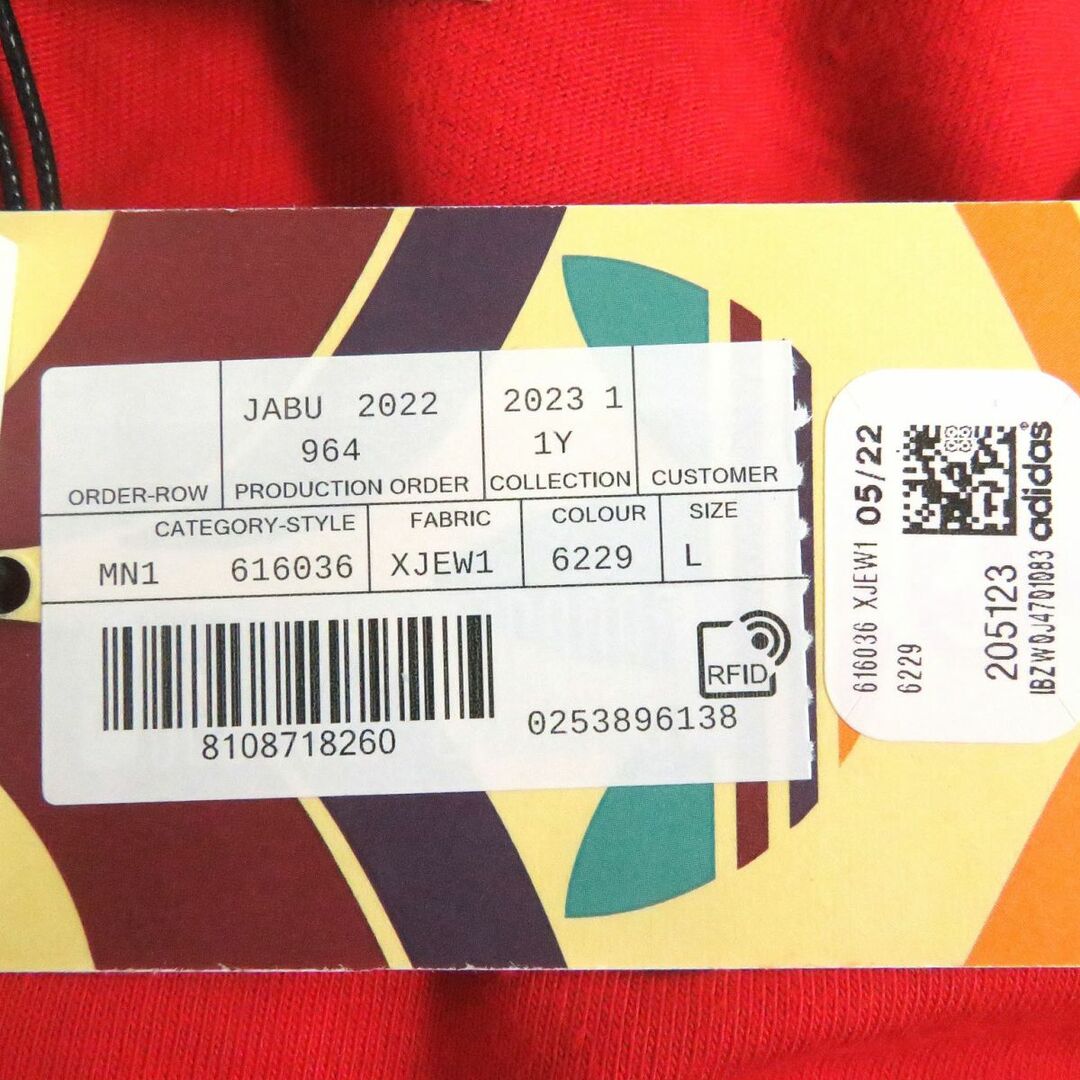 JABU 2022
964
2023 1
1Y
ORDER-ROW
PRODUCTION ORDER
COLLECTION
CUSTOMER
CATEGORY-STYLE
FABRIC
COLOUR
SIZE
MN1 616036
XJEW1
6229
L
RFID
8108718260
0253896138
616036 XJEW1 05/22
6229
205123
IBZW0J4701083
adidas®